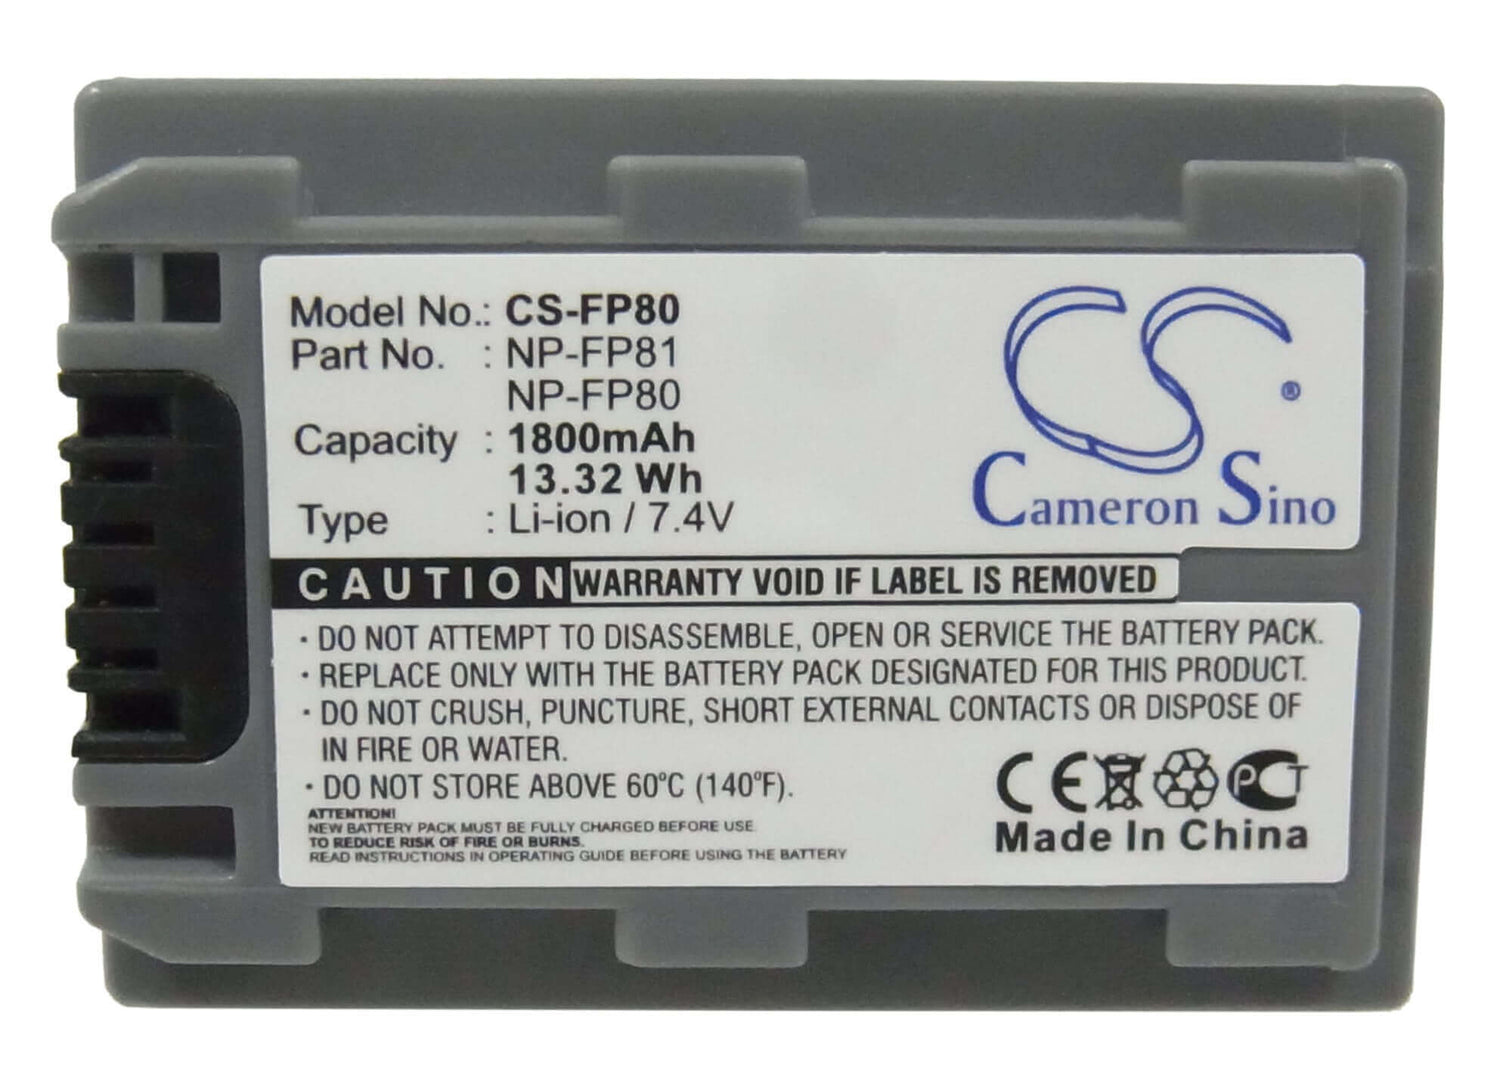 Model No.: CS-FP80
Part No. : NP-FP81
NP-FP80
Capacity : 1800mAh
13.32 Wh
Type : Li-ion / 7.4V
CS
®
Cameron Sino
CAUTION WARRANTY VOID IF LABEL IS REMOVED
· DO NOT ATTEMPT TO DISASSEMBLE, OPEN OR SERVICE THE BATTERY PACK.
· REPLACE ONLY WITH THE BATTERY PACK DESIGNATED FOR THIS PRODUCT.
· DO NOT CRUSH, PUNCTURE, SHORT EXTERNAL CONTACTS OR DISPOSE OF
IN FIRE OR WATER.
· DO NOT STORE ABOVE 60°C (140°F).
ATTENTION!
NEW BATTERY PACK MUST BE FULLY CHARGED BEFORE USE.
TO REDUCE RISK OF FIRE OR BURNS.
READ INSTRUCTIONS IN OPERATING GUIDE BEFORE USING THE BATTERY
CE PCT
Made In China